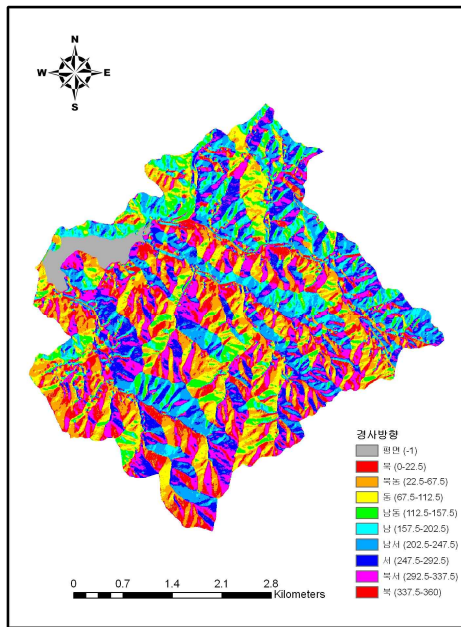 N
W E
S
경사방향
평면 (-1)
북 (0-22.5)
북동 (22.5-67.5)
동 (67.5-112.5)
남동 (112.5-157.5)
남 (157.5-202.5)
남서 (202.5-247.5)
서 (247.5-292.5)
북서 (292.5-337.5)
북 (337.5-360)
0 0.7 1.4 2.1 2.8
Kilometers